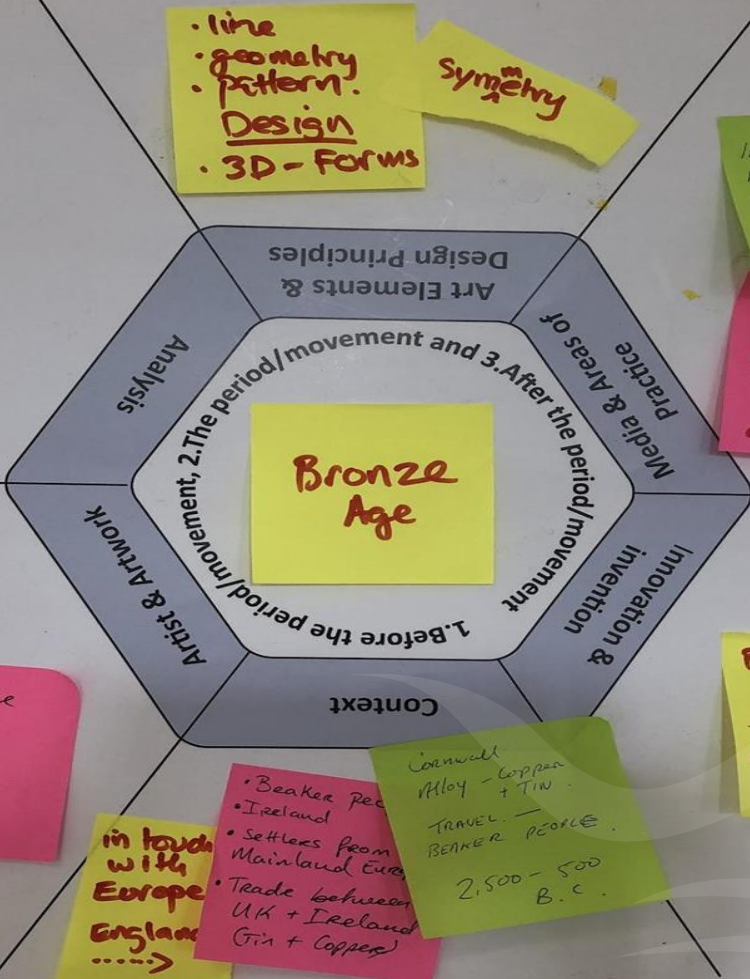 • line
• geometry
• pattern.
Design
• 3D - Forms
Symetry
m
Art Elements &
Design Principles
Media & Areas of
Practice
Innovation &
invention
Context
Artist & Artwork
Analysis
1.Before the period/movement, 2.The period/movement and 3.After the period/movement
Bronze
Age
in touch
with
Europe
England
• Beaker
• Ireland
• Settlers from
Mainland
• Trade between
UK + Ireland
(Tin + Copper)
Cornwall
Alloy - Copper
+ TIN.
TRAVEL. —
BEAKER PEOPLE.
2,500 - 500
B.C.